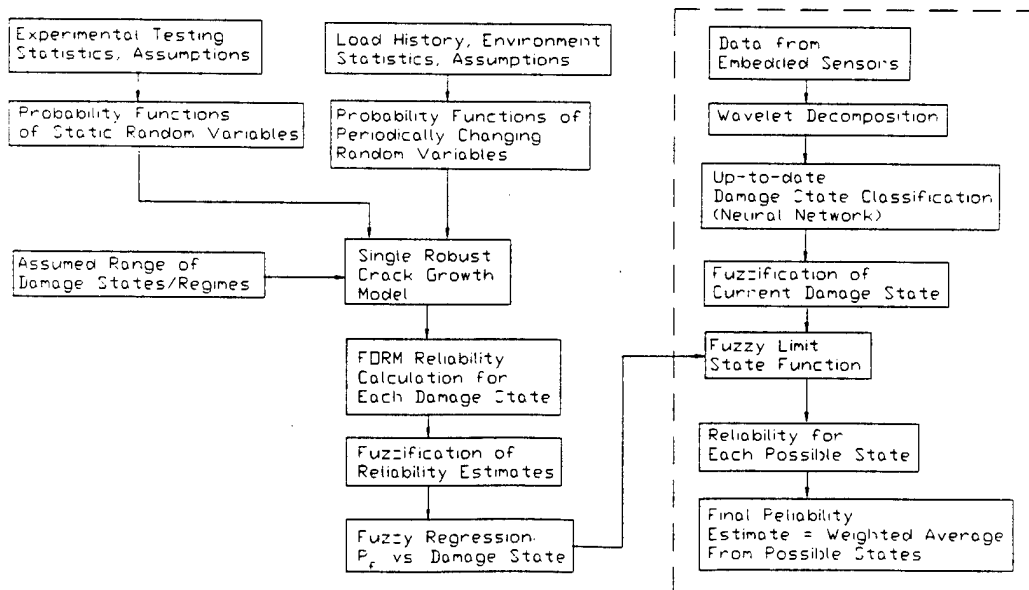 Experimental Testing
Statistics, Assumptions
Load History, Environment
Statistics, Assumptions
Probability Functions
of Static Random Variables
Probability Functions of
Periodically Changing
Random Variables
Assumed Range of
Damage States/Regimes
Single Robust
Crack Growth
Model
FORM Reliability
Calculation for
Each Damage State
Fuzzification of
Reliability Estimates
Fuzzy Regression
Pf vs Damage State
Data from
Embedded Sensors
Wavelet Decomposition
Up-to-date
Damage State Classification
(Neural Network)
Fuzzification of
Current Damage State
Fuzzy Limit
State Function
Reliability for
Each Possible State
Final Reliability
Estimate = Weighted Average
From Possible States